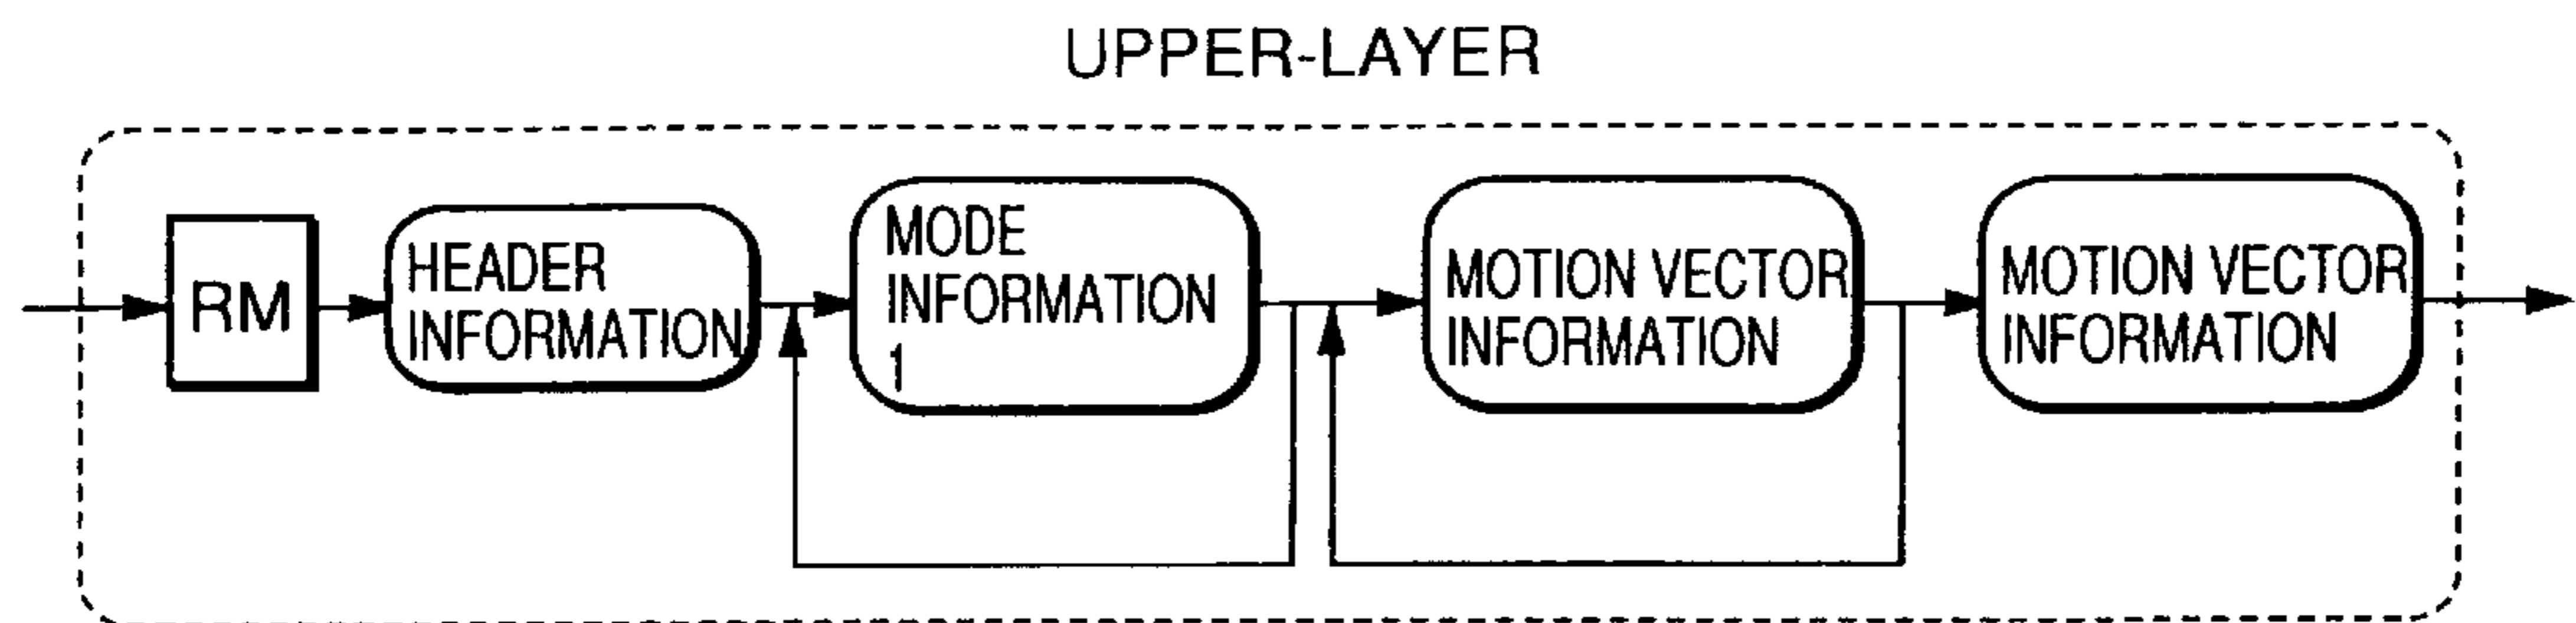 UPPER-LAYER
RM
HEADER
INFORMATION
MODE
INFORMATION
1
MOTION VECTOR
INFORMATION
MOTION VECTOR
INFORMATION